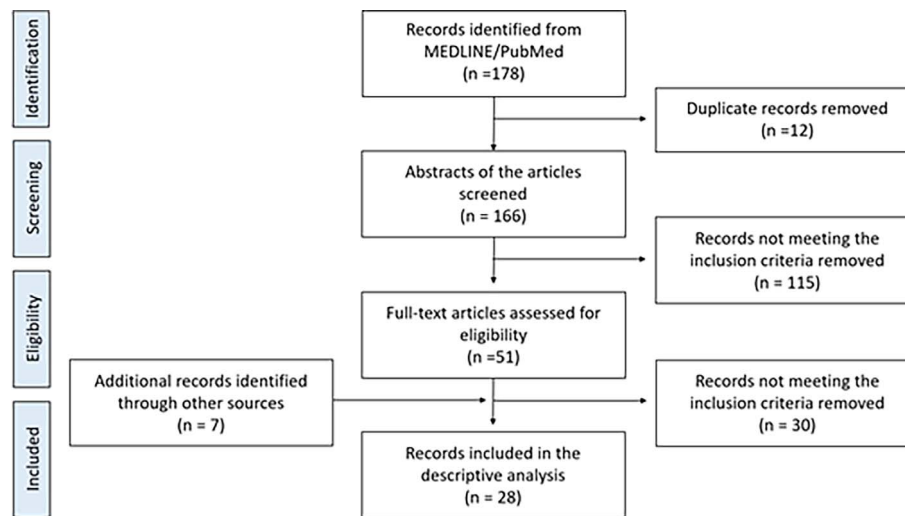 Identification
Records identified from
MEDLINE/PubMed
(n =178)
Duplicate records removed
(n =12)
Screening
Abstracts of the articles
screened
(n = 166)
Records not meeting the
inclusion criteria removed
(n = 115)
Eligibility
Full-text articles assessed for
eligibility
(n =51)
Additional records identified
through other sources
(n = 7)
Records not meeting the
inclusion criteria removed
(n = 30)
Included
Records included in the
descriptive analysis
(n = 28)